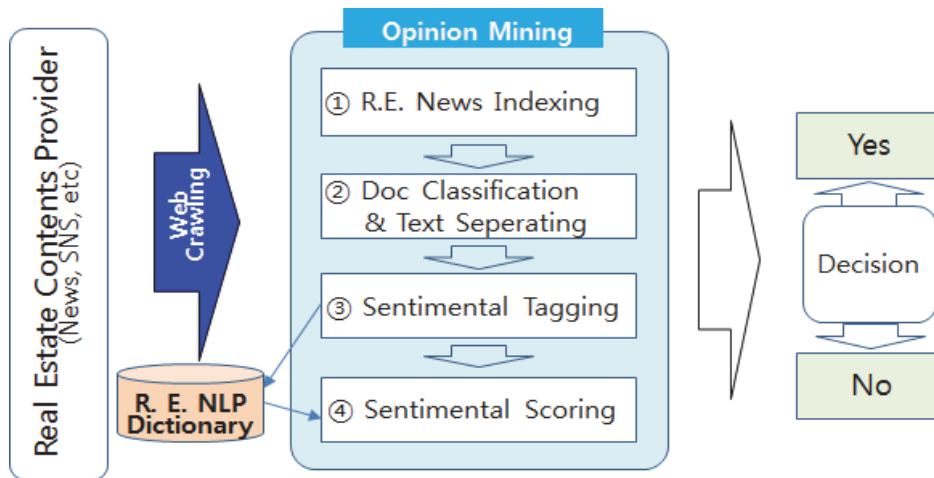 Real Estate Contents Provider
(News, SNS, etc)
Web
Crawling
R. E. NLP
Dictionary
Opinion Mining
① R.E. News Indexing
② Doc Classification
& Text Seperating
③ Sentimental Tagging
④ Sentimental Scoring
Yes
Decision
No